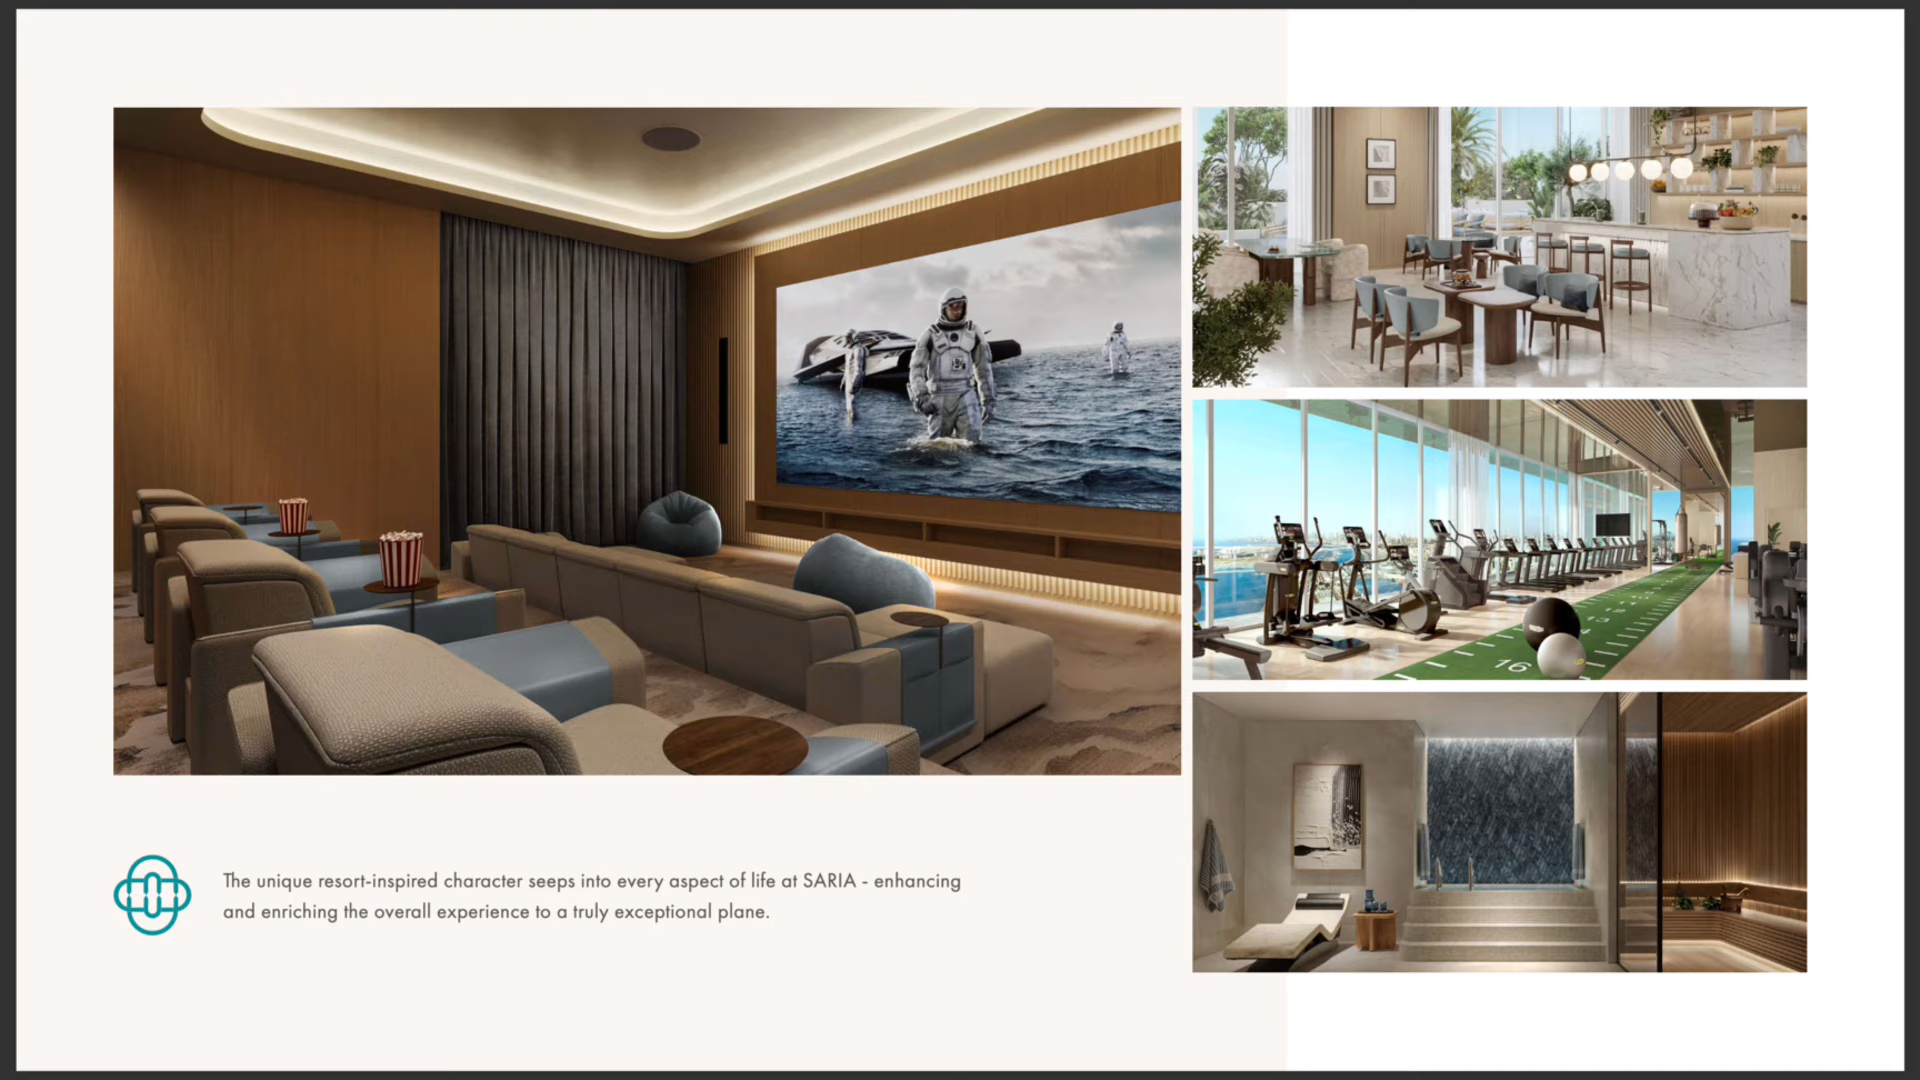 The unique resort-inspired character seeps into every aspect of life at SARIA - enhancing
and enriching the overall experience to a truly exceptional plane.
16